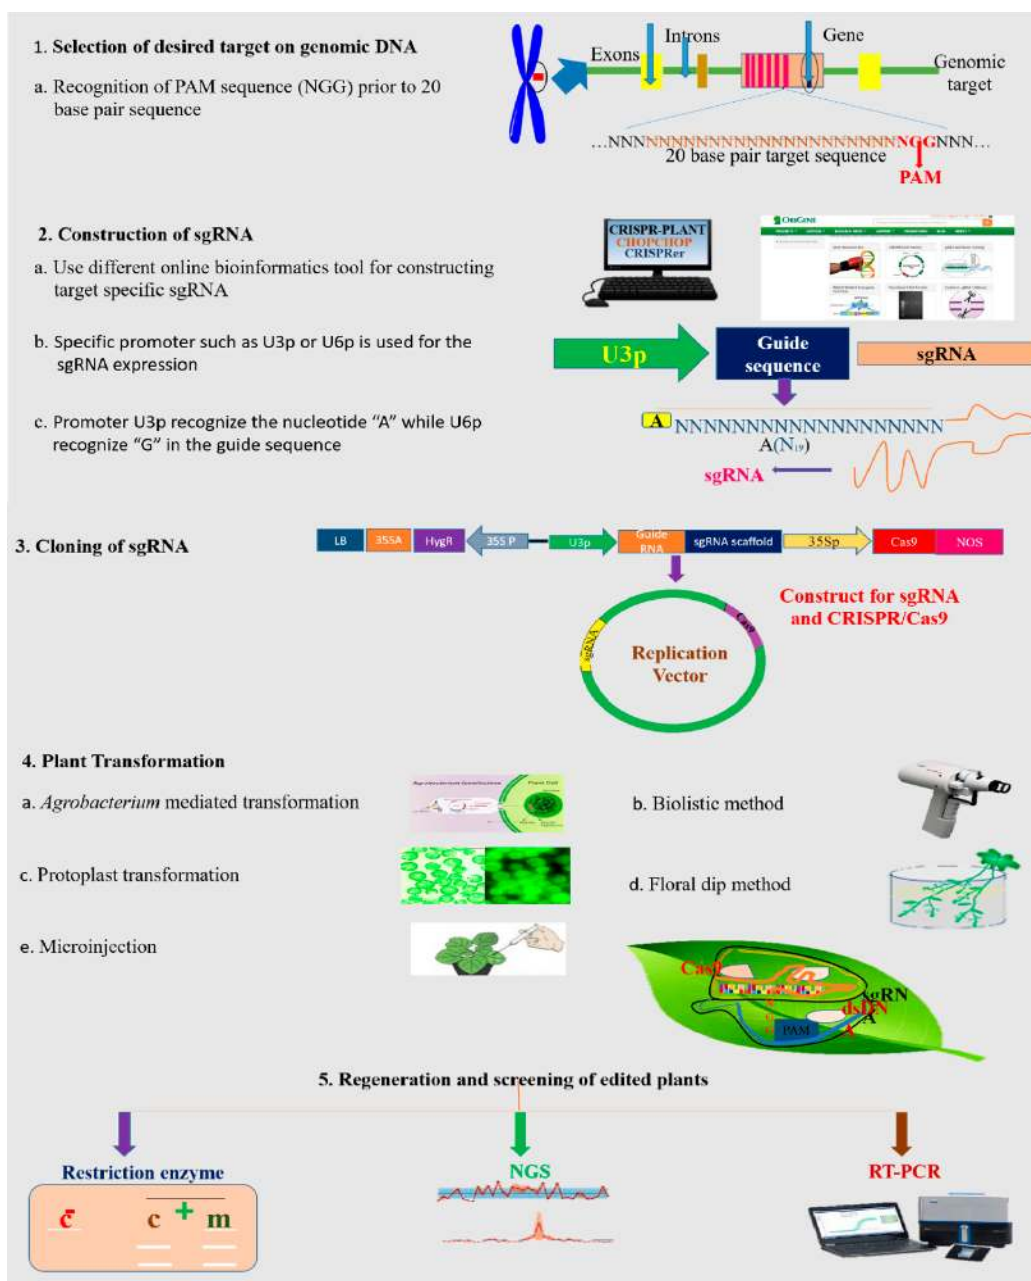 1. Selection of desired target on genomic DNA
a. Recognition of PAM sequence (NGG) prior to 20
base pair sequence
Exons
Introns
Gene
Genomic
target
...NNNNNNNNNNNNNNNNNNNNNNNNGGNNN...
20 base pair target sequence
PAM
2. Construction of sgRNA
a. Use different online bioinformatics tool for constructing
target specific sgRNA
CRISPR-PLANT
CHOPCHOP
CRISPRer
ORIGENE
b. Specific promoter such as U3p or U6p is used for the
sgRNA expression
U3p
Guide
sequence
sgRNA
c. Promoter U3p recognize the nucleotide “A” while U6p
recognize “G” in the guide sequence
A NNNNNNNNNNNNNNNNNNN
A(N₁₉)
sgRNA
3. Cloning of sgRNA
LB 35SA HygR 35S P U3p Guide
RNA sgRNA scaffold 35Sp Cas9 NOS
Construct for sgRNA
and CRISPR/Cas9
sgRNA
Cas9
Replication
Vector
4. Plant Transformation
a. Agrobacterium mediated transformation
Plant Cell
b. Biolistic method
c. Protoplast transformation
d. Floral dip method
e. Microinjection
Cas9
sgRN
A
dsDN
A
PAM
5. Regeneration and screening of edited plants
Restriction enzyme
NGS
RT-PCR
c -
c + m